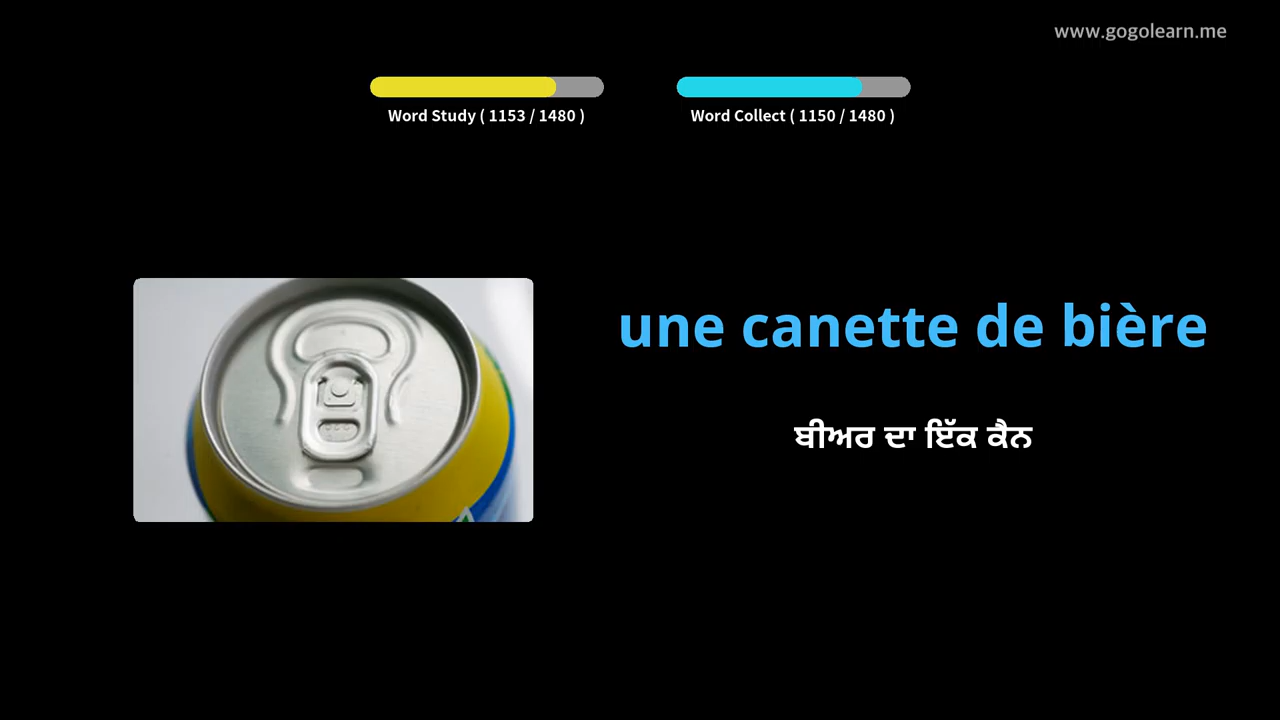 www.gogolearn.me
Word Study ( 1153 / 1480 )
Word Collect ( 1150 / 1480 )
une canette de bière
ਬੀਅਰ ਦਾ ਇੱਕ ਕੈਨ